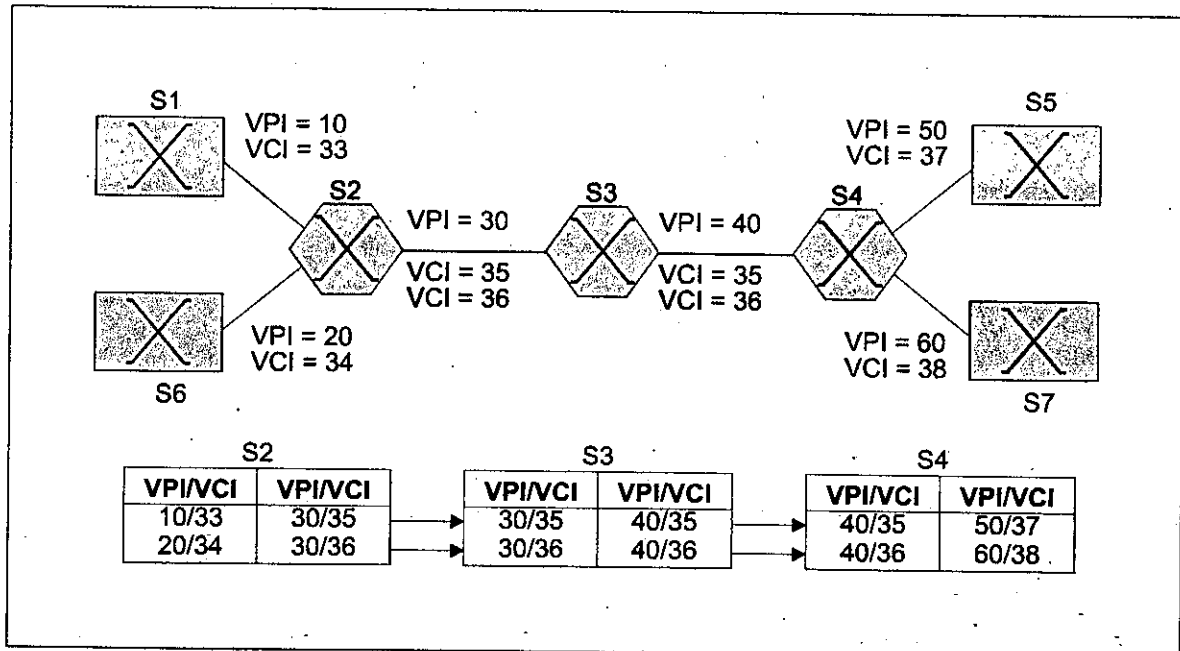 S1
VPI = 10
VCI = 33
S5
VPI = 50
VCI = 37
S2
VPI = 30
VCI = 35
VCI = 36
S3
VPI = 40
VCI = 35
VCI = 36
S4
S6
VPI = 20
VCI = 34
VPI = 60
VCI = 38
S7
S2
VPI/VCI VPI/VCI
10/33 30/35
20/34 30/36
S3
VPI/VCI VPI/VCI
30/35 40/35
30/36 40/36
S4
VPI/VCI VPI/VCI
40/35 50/37
40/36 60/38